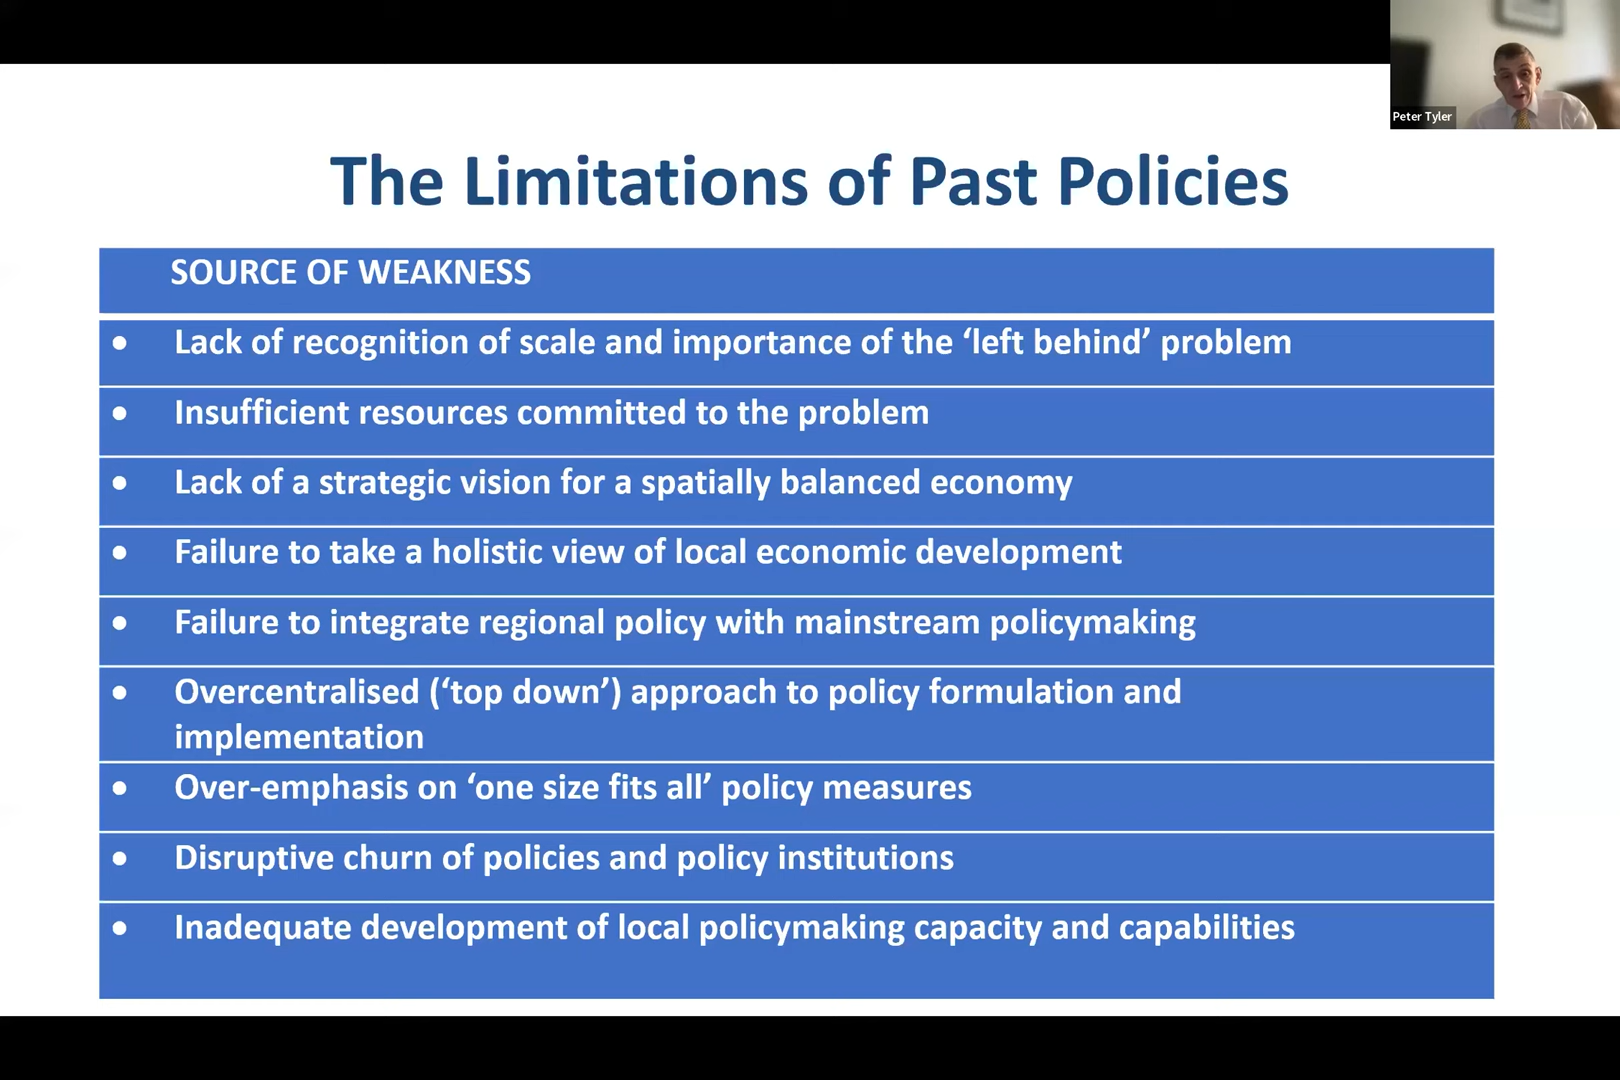 Peter Tyler
The Limitations of Past Policies
SOURCE OF WEAKNESS
• Lack of recognition of scale and importance of the ‘left behind’ problem
• Insufficient resources committed to the problem
• Lack of a strategic vision for a spatially balanced economy
• Failure to take a holistic view of local economic development
• Failure to integrate regional policy with mainstream policymaking
• Overcentralised (‘top down’) approach to policy formulation and
implementation
• Over-emphasis on ‘one size fits all’ policy measures
• Disruptive churn of policies and policy institutions
• Inadequate development of local policymaking capacity and capabilities